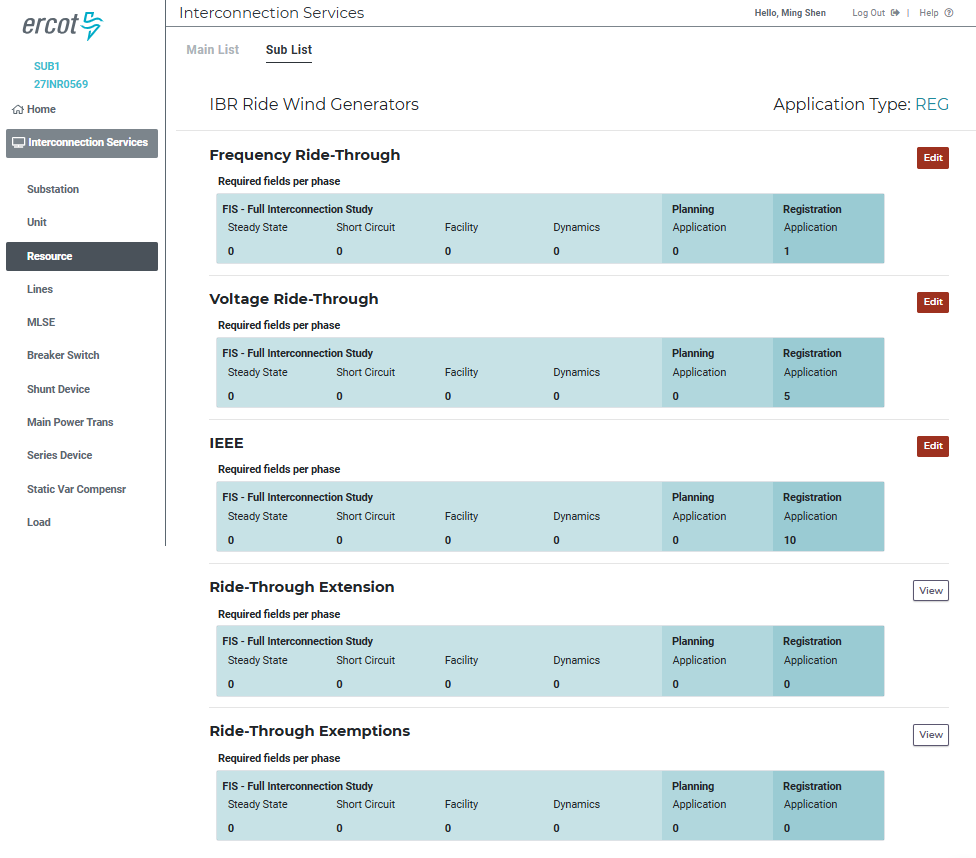 ercot
Interconnection Services
Hello, Ming Shen
Log Out | Help
SUB1
27INR0569
Home
Interconnection Services
Substation
Unit
Resource
Lines
MLSE
Breaker Switch
Shunt Device
Main Power Trans
Series Device
Static Var Compensr
Load
Main List Sub List
IBR Ride Wind Generators Application Type: REG
Frequency Ride-Through Edit
Required fields per phase
FIS - Full Interconnection Study Planning Registration
Steady State Short Circuit Facility Dynamics Application Application
0 0 0 0 0 1
Voltage Ride-Through Edit
Required fields per phase
FIS - Full Interconnection Study Planning Registration
Steady State Short Circuit Facility Dynamics Application Application
0 0 0 0 0 5
IEEE Edit
Required fields per phase
FIS - Full Interconnection Study Planning Registration
Steady State Short Circuit Facility Dynamics Application Application
0 0 0 0 0 10
Ride-Through Extension View
Required fields per phase
FIS - Full Interconnection Study Planning Registration
Steady State Short Circuit Facility Dynamics Application Application
0 0 0 0 0 0
Ride-Through Exemptions View
Required fields per phase
FIS - Full Interconnection Study Planning Registration
Steady State Short Circuit Facility Dynamics Application Application
0 0 0 0 0 0